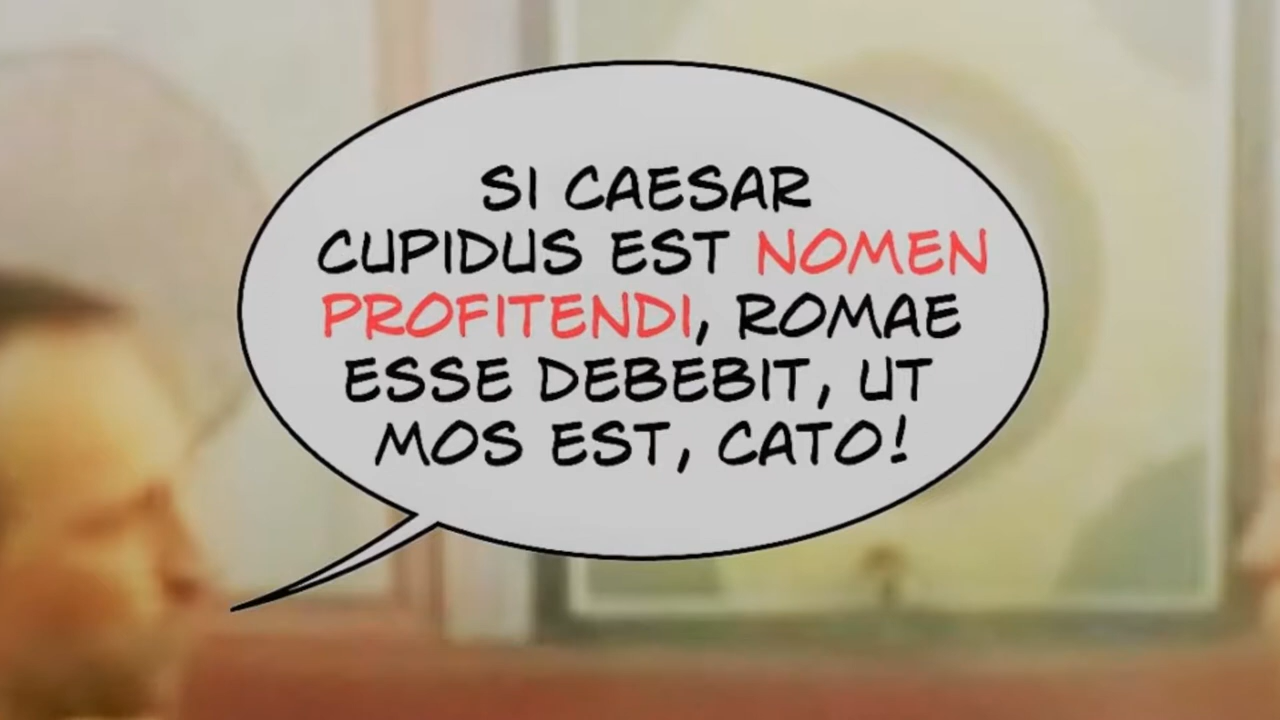 SI CAESAR
CUPIDUS EST NOMEN
PROFITENDI, ROMAE
ESSE DEBEBIT, UT
MOS EST, CATO!